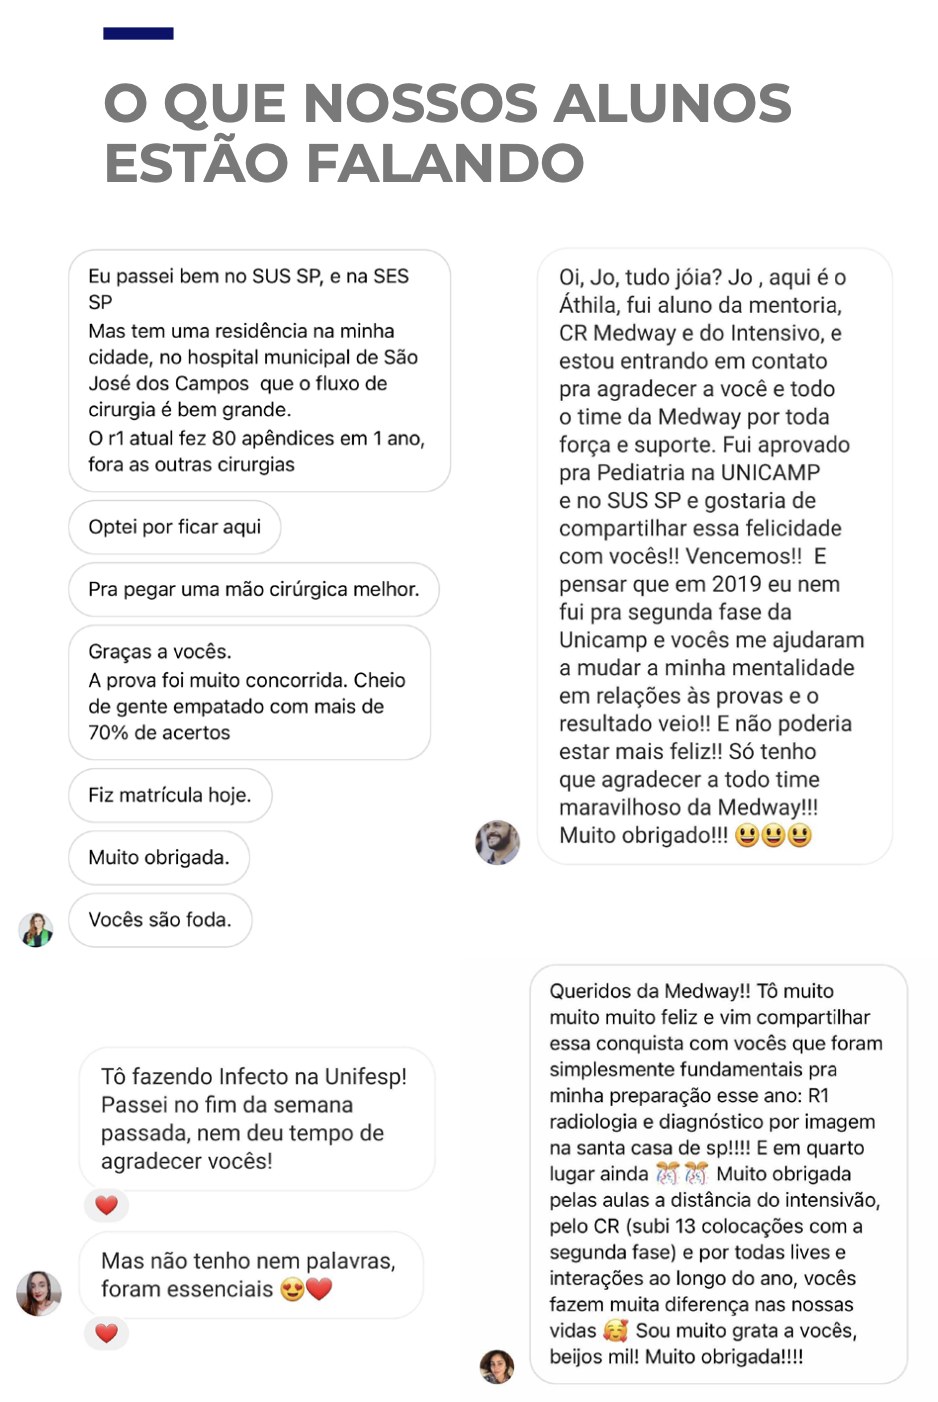 O QUE NOSSOS ALUNOS
ESTÃO FALANDO
Eu passei bem no SUS SP, e na SES
SP
Mas tem uma residência na minha
cidade, no hospital municipal de São
José dos Campos  que o fluxo de
cirurgia é bem grande.
O r1 atual fez 80 apêndices em 1 ano,
fora as outras cirurgias
Optei por ficar aqui
Pra pegar uma mão cirúrgica melhor.
Graças a vocês.
A prova foi muito concorrida. Cheio
de gente empatado com mais de
70% de acertos
Fiz matrícula hoje.
Muito obrigada.
Vocês são foda.
Oi, Jo, tudo jóia? Jo , aqui é o
Áthila, fui aluno da mentoria,
CR Medway e do Intensivo, e
estou entrando em contato
pra agradecer a você e todo
o time da Medway por toda
força e suporte. Fui aprovado
pra Pediatria na UNICAMP
e no SUS SP e gostaria de
compartilhar essa felicidade
com vocês!! Vencemos!!  E
pensar que em 2019 eu nem
fui pra segunda fase da
Unicamp e vocês me ajudaram
a mudar a minha mentalidade
em relações às provas e o
resultado veio!! E não poderia
estar mais feliz!! Só tenho
que agradecer a todo time
maravilhoso da Medway!!!
Muito obrigado!!! 😃😃😃
Tô fazendo Infecto na Unifesp!
Passei no fim da semana
passada, nem deu tempo de
agradecer vocês!
❤️
Mas não tenho nem palavras,
foram essenciais 😍❤️
❤️
Queridos da Medway!! Tô muito
muito muito feliz e vim compartilhar
essa conquista com vocês que foram
simplesmente fundamentais pra
minha preparação esse ano: R1
radiologia e diagnóstico por imagem
na santa casa de sp!!!! E em quarto
lugar ainda 🎊🎊 Muito obrigada
pelas aulas a distância do intensivão,
pelo CR (subi 13 colocações com a
segunda fase) e por todas lives e
interações ao longo do ano, vocês
fazem muita diferença nas nossas
vidas 🥰 Sou muito grata a vocês,
beijos mil! Muito obrigada!!!!